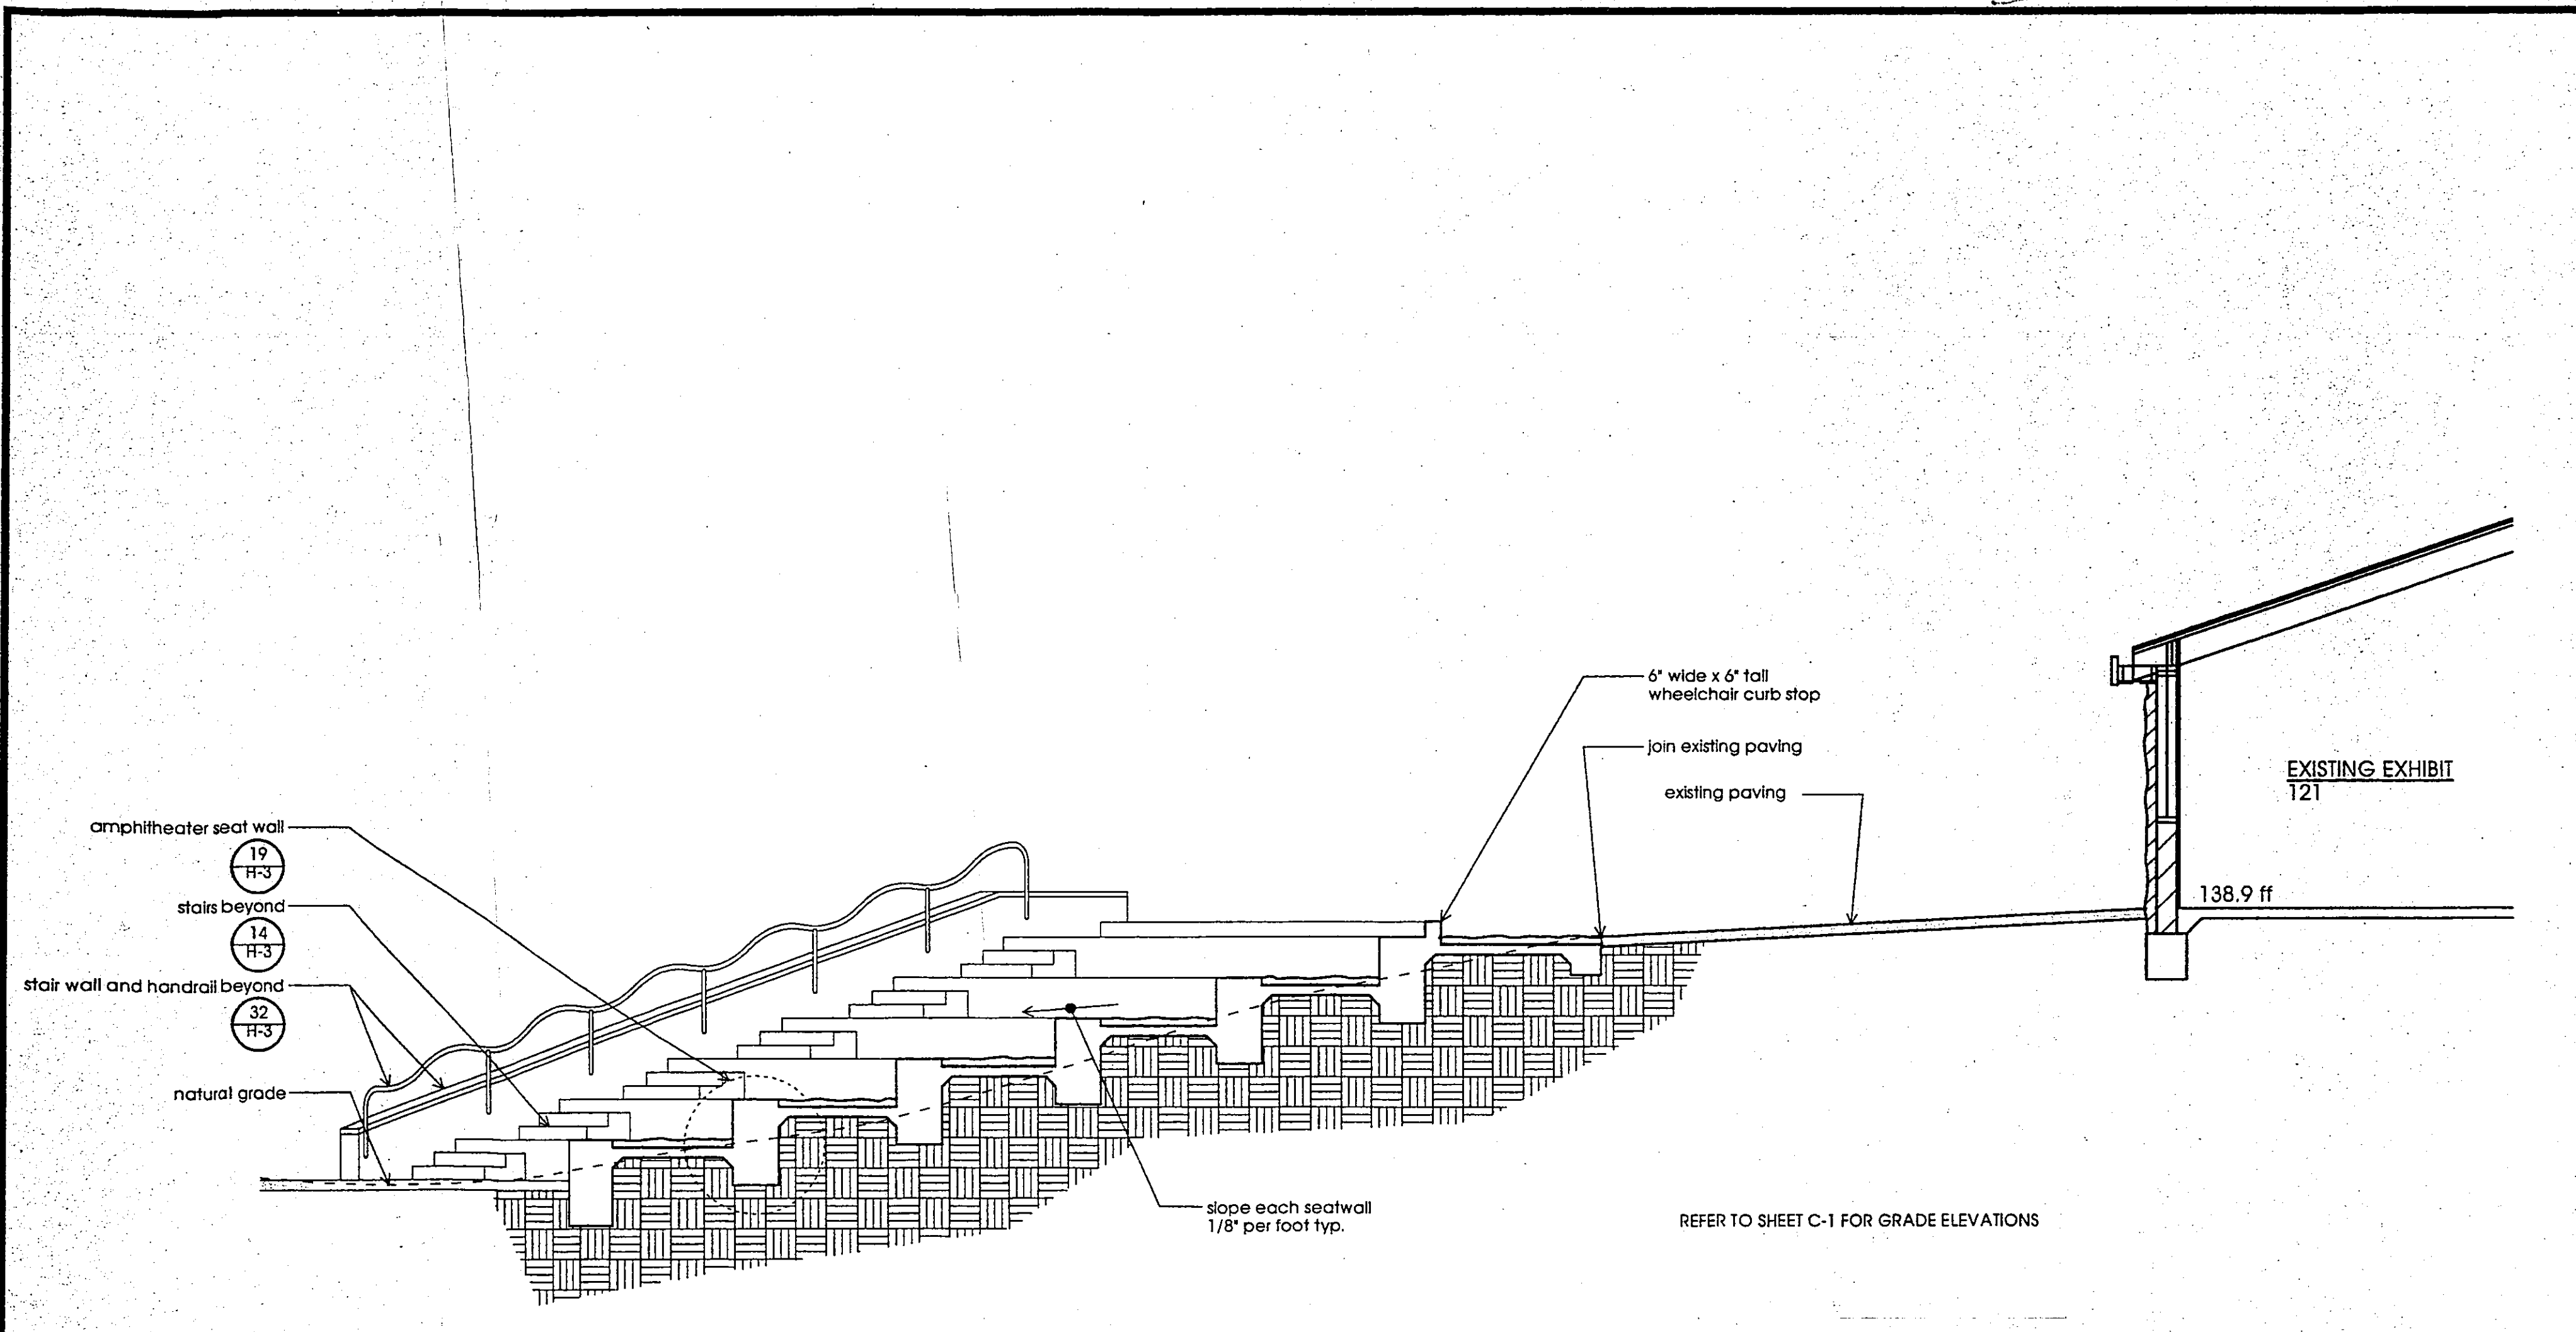 6" wide x 6" tall
wheelchair curb stop
join existing paving
existing paving
EXISTING EXHIBIT
121
138.9 ff
amphitheater seat wall
19
H-3
stairs beyond
14
H-3
stair wall and handrail beyond
32
H-3
natural grade
slope each seatwall
1/8" per foot typ.
REFER TO SHEET C-1 FOR GRADE ELEVATIONS